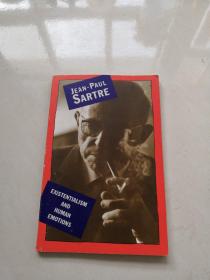 JEAN-PAUL
SARTRE
EXISTENTIALISM
AND
HUMAN
EMOTIONS